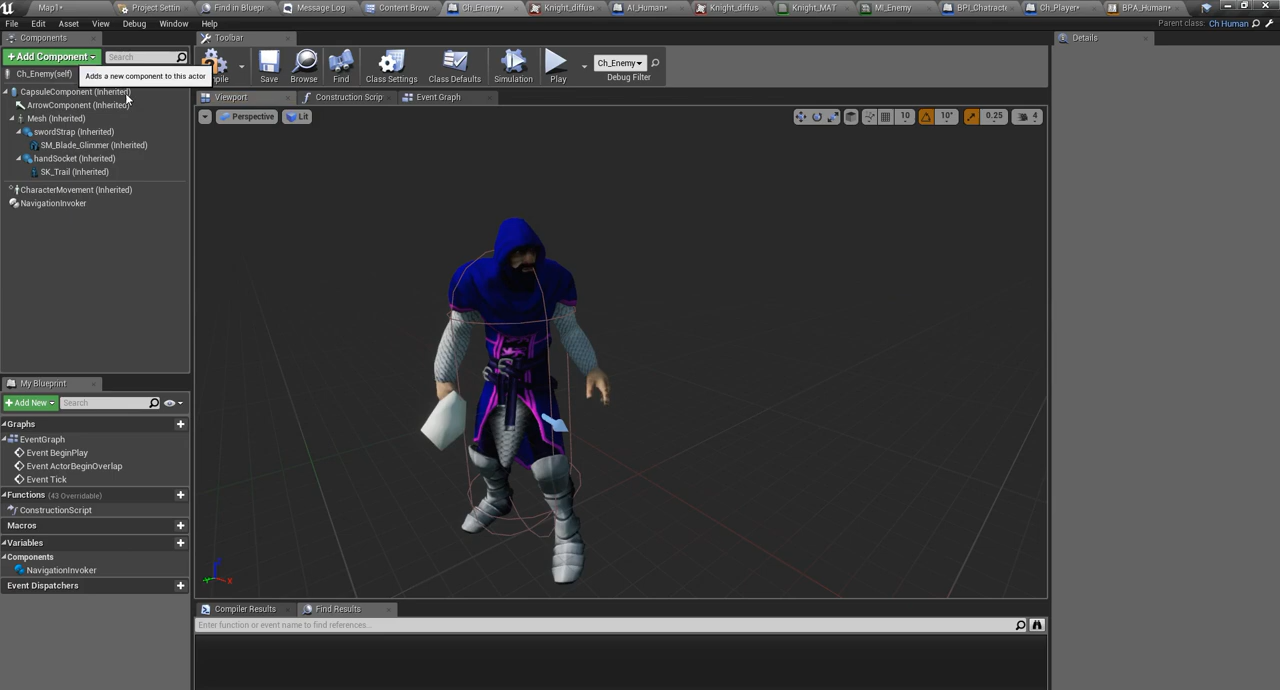 Map1*
Project Settin
Find in Bluepr
Message Log
Content Brow
Ch_Enemy*
Knight_diffus
AI_Human*
Knight_diffu
Knight_MAT
MI_Enemy
BPI_Chatract
Ch_Player*
BPA_Human*
File Edit Asset View Debug Window Help
Parent class: Ch Human
Components
Toolbar
Details
+Add Component
Search
Adds a new component to this actor
Ch_Enemy(self)
CapsuleComponent (Inherited)
ArrowComponent (Inherited)
Mesh (Inherited)
swordStrap (Inherited)
SM_Blade_Glimmer (Inherited)
handSocket (Inherited)
SK_Trail (Inherited)
CharacterMovement (Inherited)
NavigationInvoker
pile
Save
Browse
Find
Class Settings
Class Defaults
Simulation
Play
Ch_Enemy
Debug Filter
Viewport
Construction Scrip
Event Graph
Perspective
Lit
10
10°
0.25
4
My Blueprint
+Add New
Search
Graphs
EventGraph
Event BeginPlay
Event ActorBeginOverlap
Event Tick
Functions (43 Overridable)
ConstructionScript
Macros
Variables
Components
NavigationInvoker
Event Dispatchers
Compiler Results
Find Results
Enter function or event name to find references...